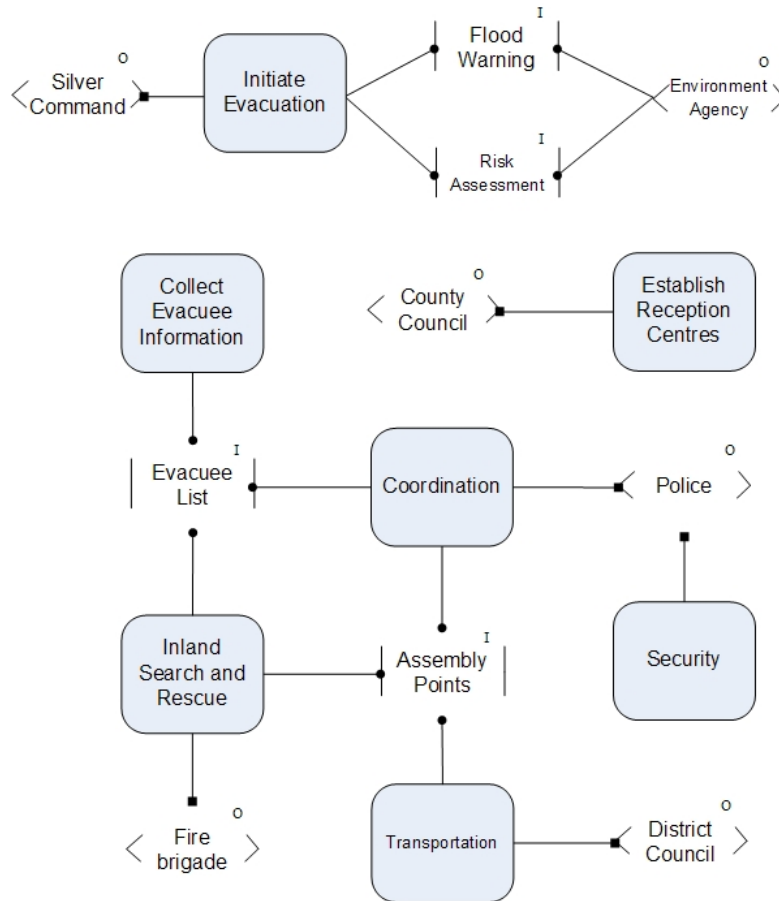 O
Silver
Command
Initiate
Evacuation
I
Flood
Warning
O
Environment
Agency
I
Risk
Assessment
Collect
Evacuee
Information
O
County
Council
Establish
Reception
Centres
I
Evacuee
List
Coordination
O
Police
Inland
Search and
Rescue
I
Assembly
Points
Security
O
Fire
brigade
Transportation
O
District
Council